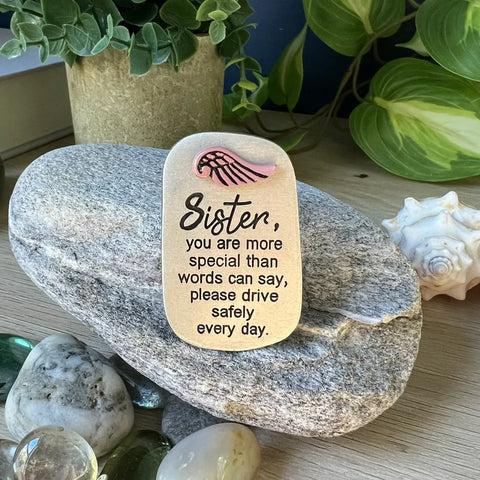 Sister,
you are more
special than
words can say,
please drive
safely
every day.